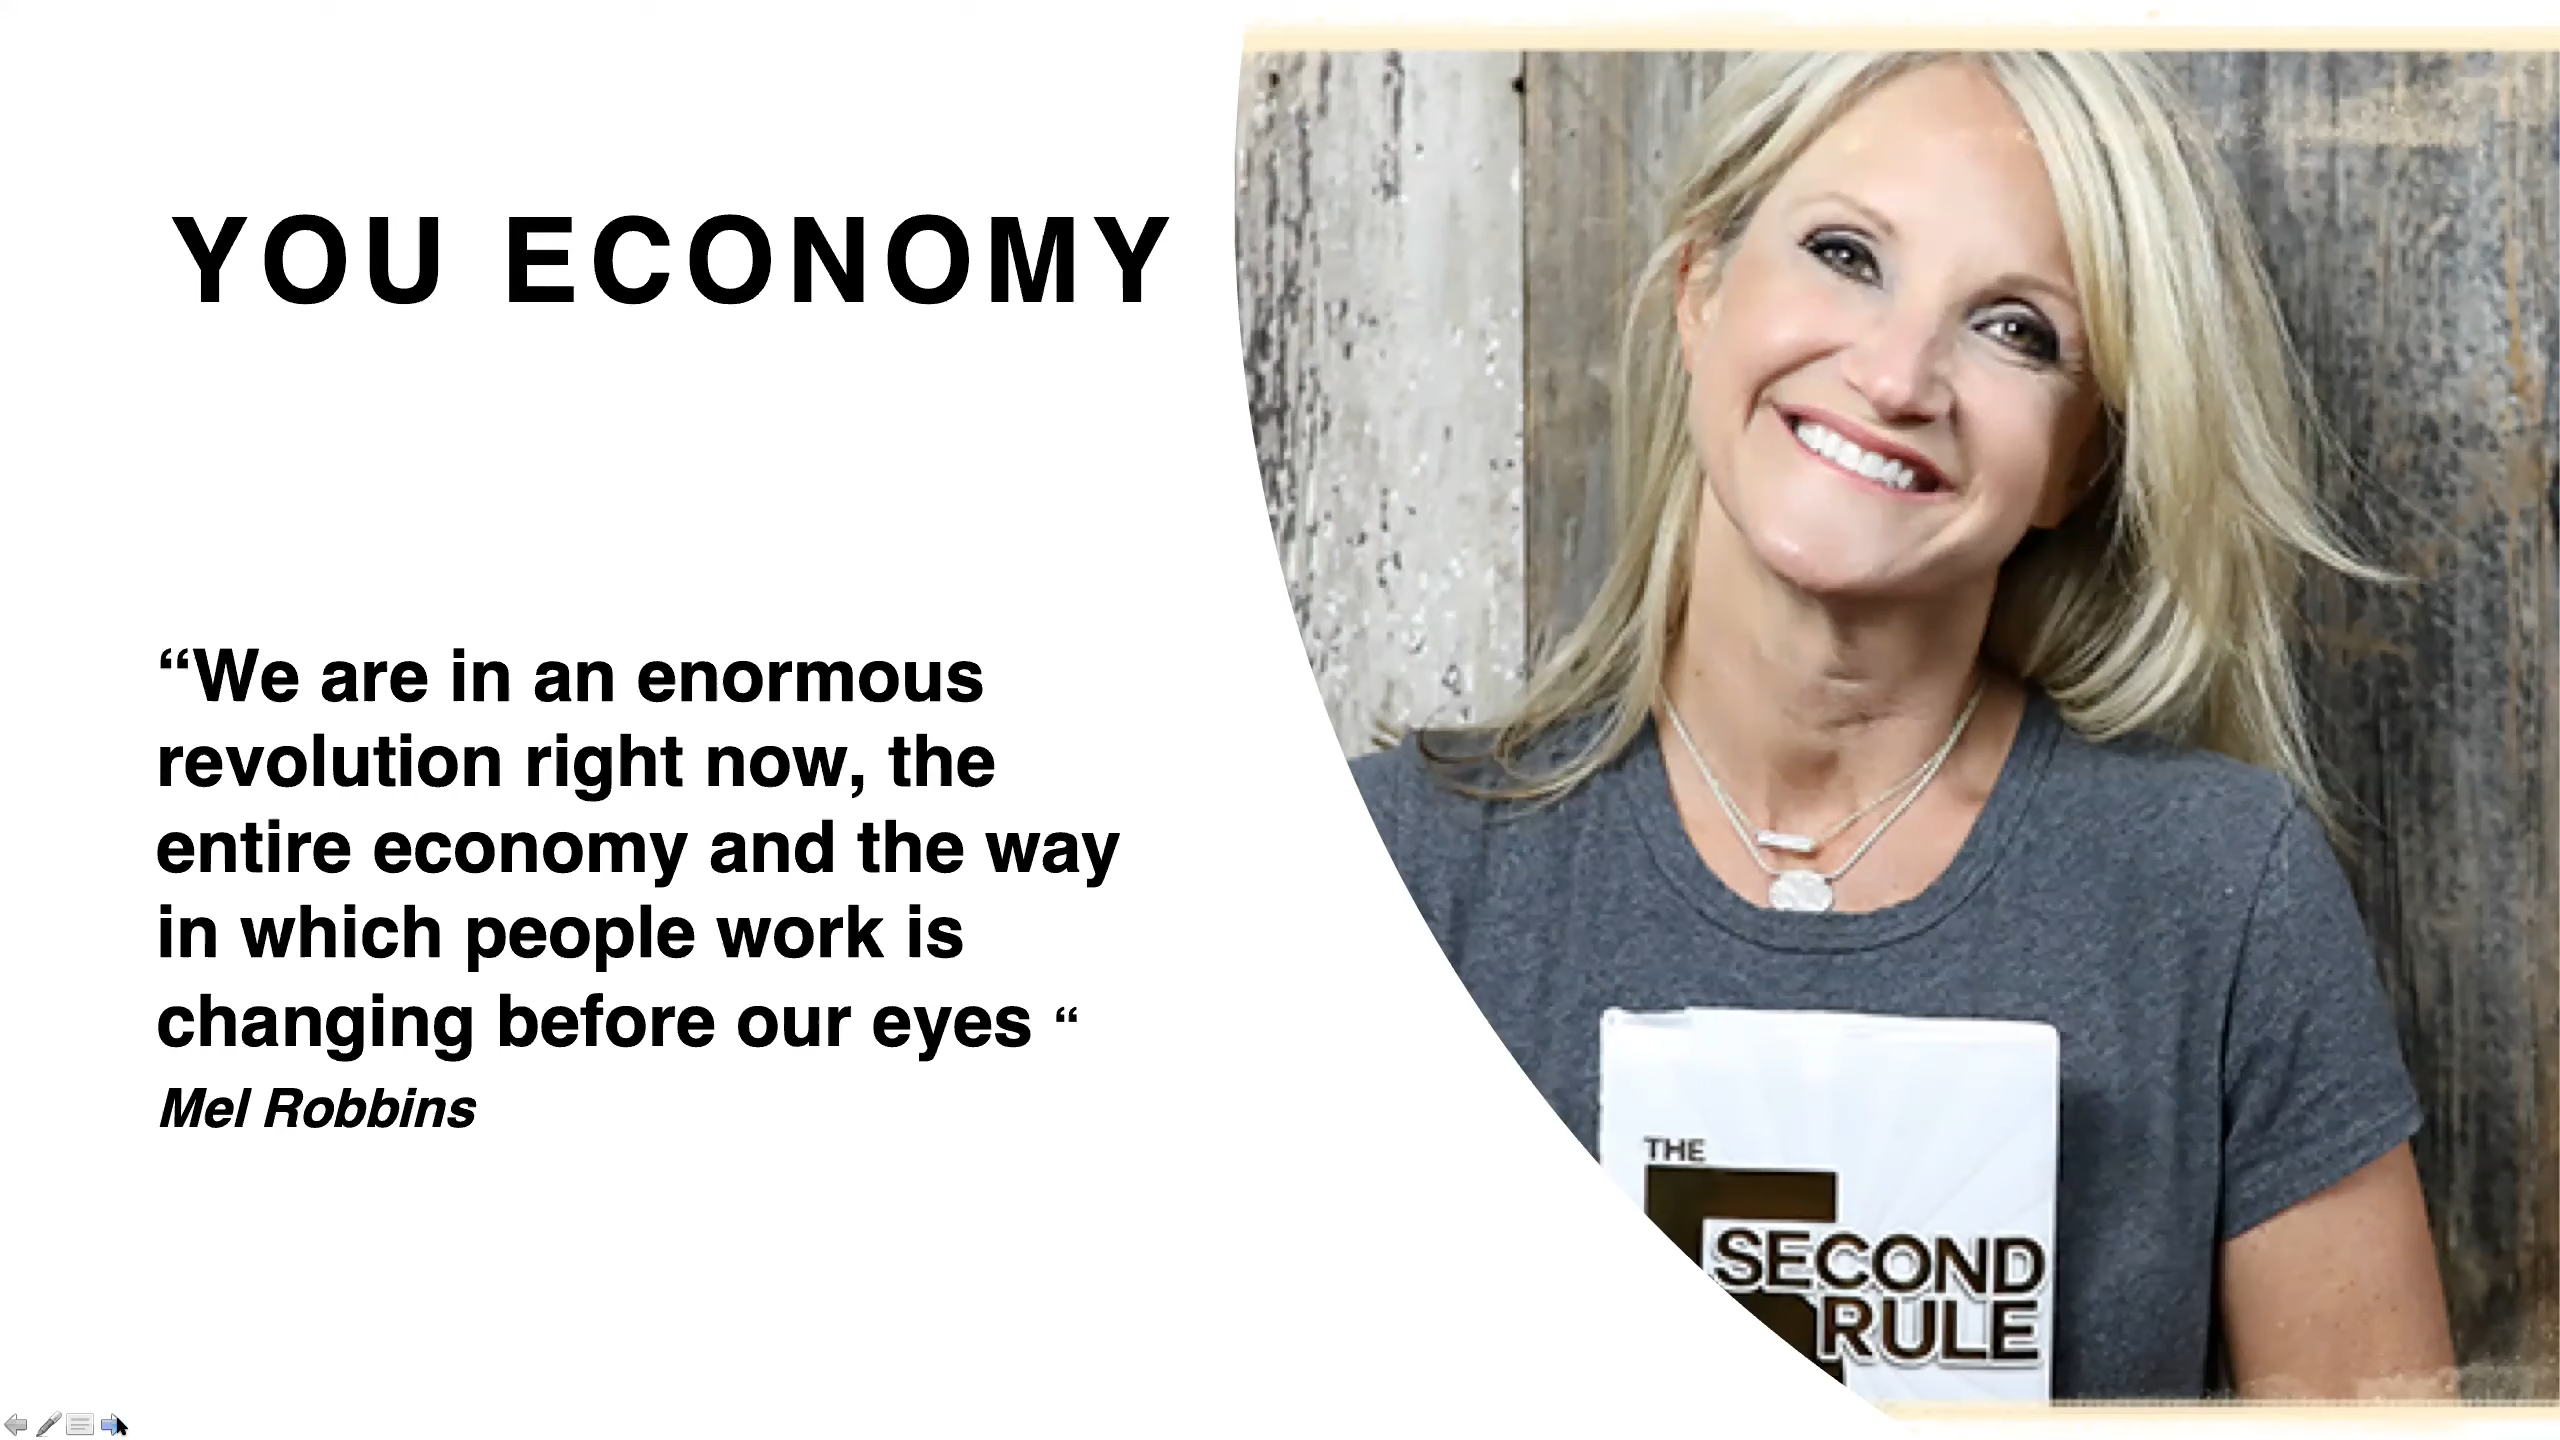 YOU ECONOMY
“We are in an enormous
revolution right now, the
entire economy and the way
in which people work is
changing before our eyes “
Mel Robbins
THE
5
SECOND
RULE